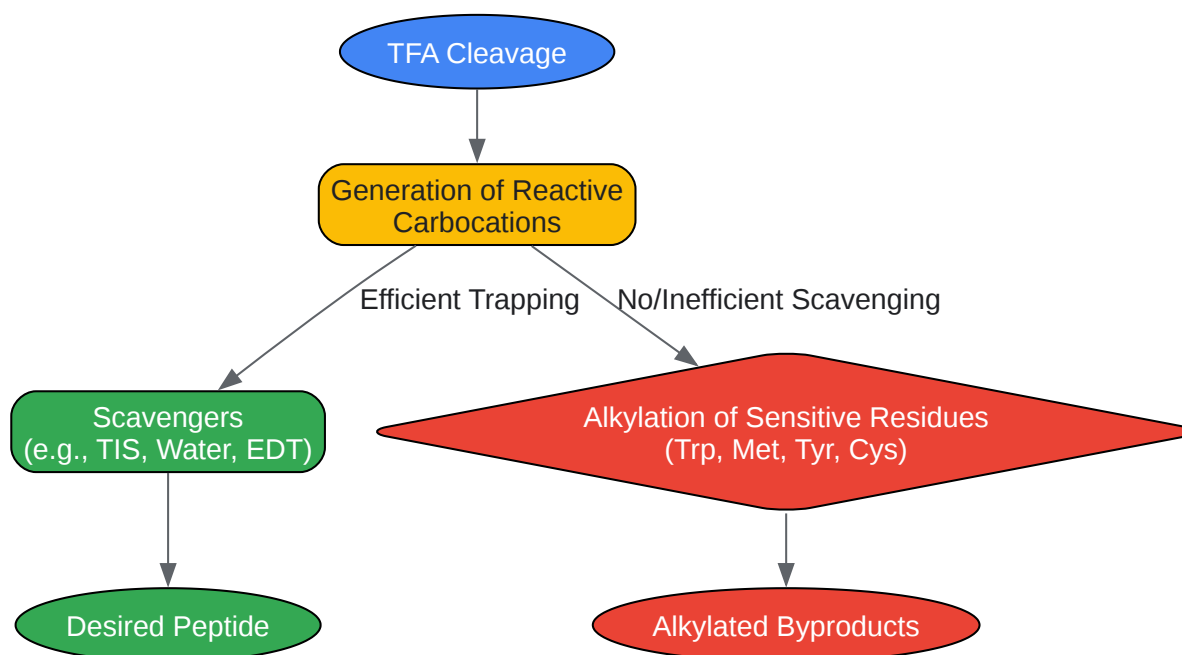 TFA Cleavage
Generation of Reactive
Carbocations
Efficient Trapping
No/Inefficient Scavenging
Scavengers
(e.g., TIS, Water, EDT)
Alkylation of Sensitive Residues
(Trp, Met, Tyr, Cys)
Desired Peptide
Alkylated Byproducts